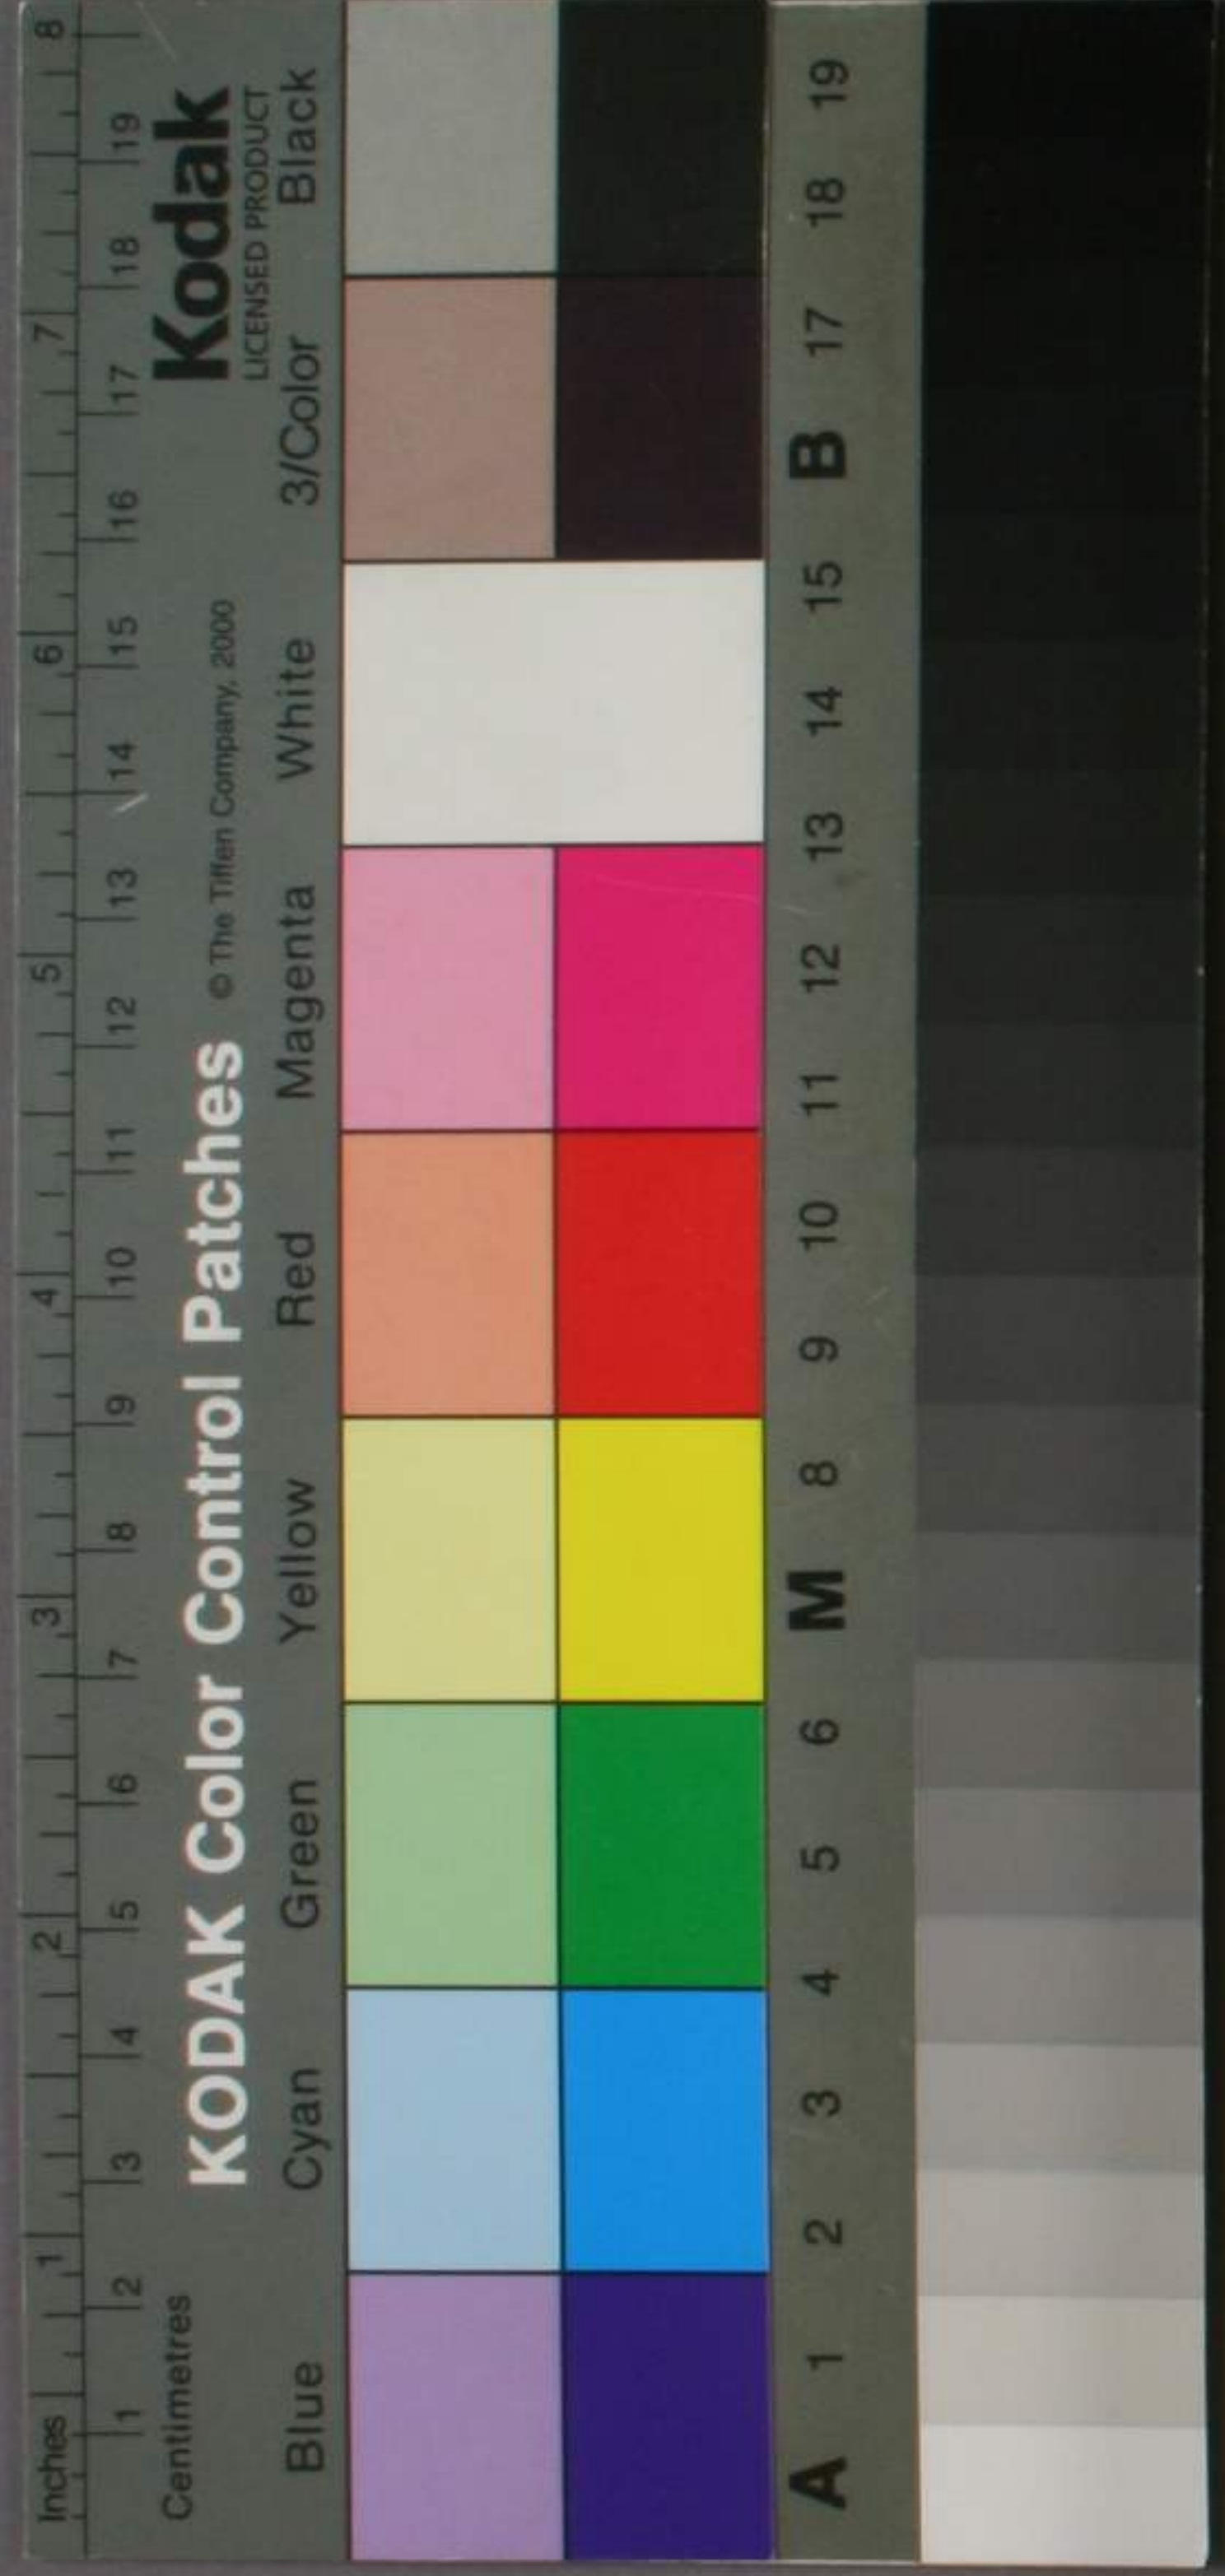 Inches 1 2 3 4 5 6 7 8
1 2 3 4 5 6 7 8 9 10 11 12 13 14 15 16 17 18 19
Centimetres
KODAK Color Control Patches © The Tiffen Company, 2000
Kodak
LICENSED PRODUCT
Blue Cyan Green Yellow Red Magenta White 3/Color Black
A 1 2 3 4 5 6 M 8 9 10 11 12 13 14 15 B 17 18 19